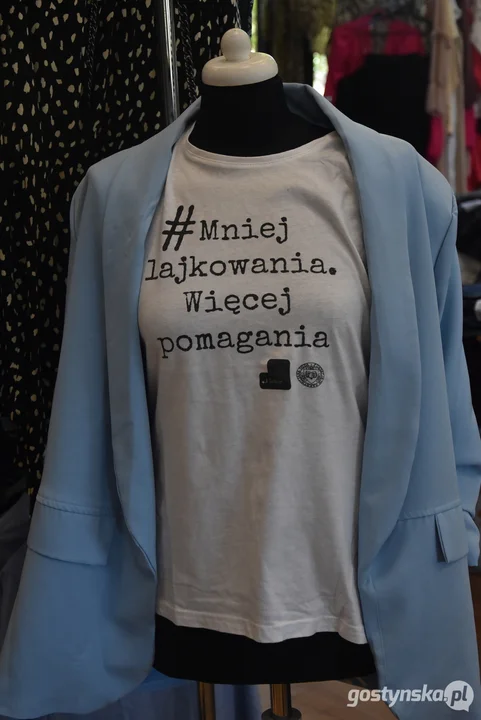 #Mniej
lajkowania.
Więcej
pomagania
gostynska.pl